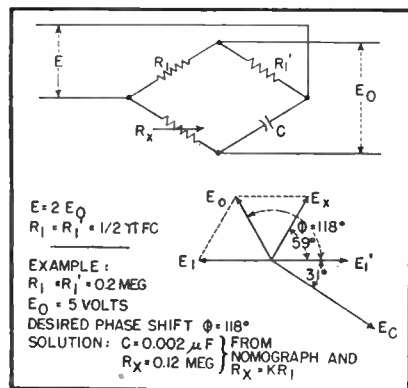 E
R₁
R₁'
E₀
Rₓ
C
E=2 E₀
R₁ = R₁' = 1/2 πFC
EXAMPLE:
R₁ =R₁'= 0.2 MEG
E₀ = 5 VOLTS
DESIRED PHASE SHIFT Φ=118°
SOLUTION: C=0.002 μF } FROM
Rₓ=0.12 MEG } NOMOGRAPH AND
Rₓ=KR₁
E₀
Eₓ
Φ=118°
59°
E₁
E₁'
31°
E_C